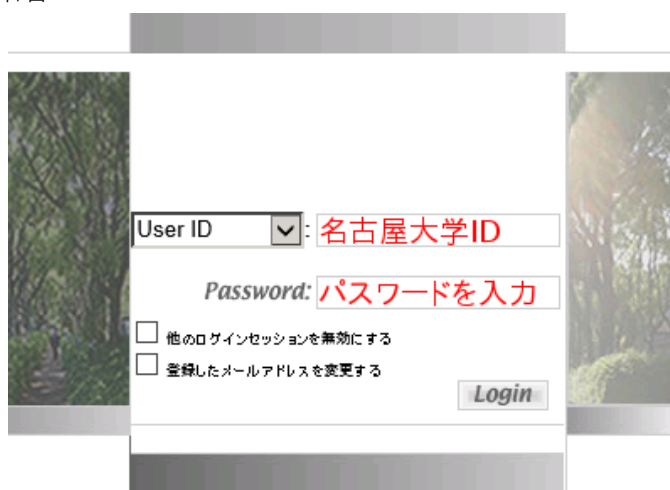 User ID : 名古屋大学ID
Password: パスワードを入力
他のログインセッションを無効にする
登録したメールアドレスを変更する
Login